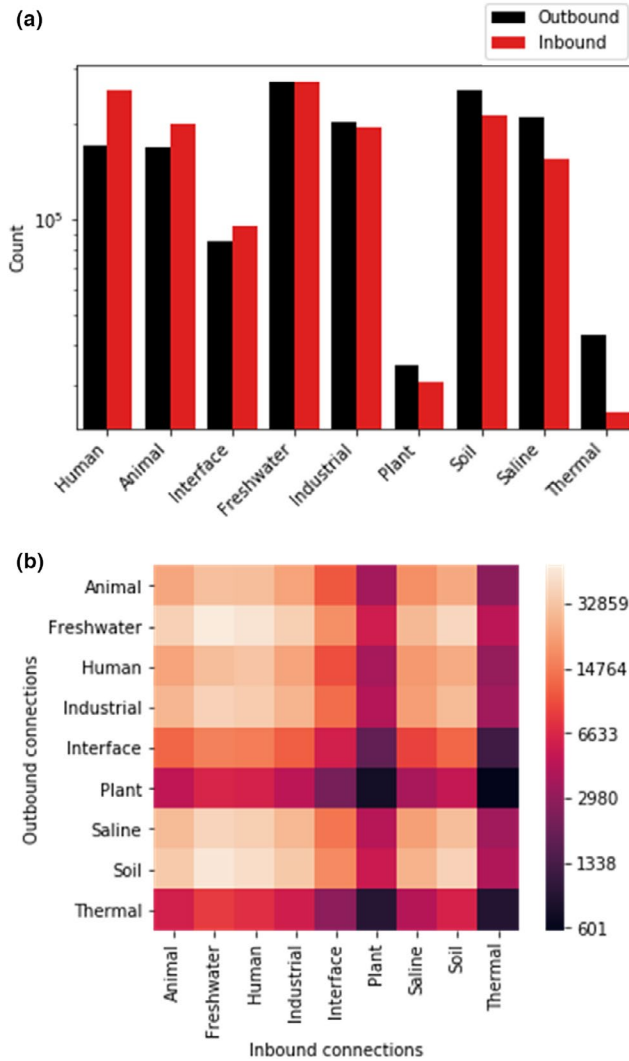 (a)
Outbound
Inbound
Count
10⁵
Human
Animal
Interface
Freshwater
Industrial
Plant
Soil
Saline
Thermal
(b)
Outbound connections
Animal
Freshwater
Human
Industrial
Interface
Plant
Saline
Soil
Thermal
32859
14764
6633
2980
1338
601
Animal
Freshwater
Human
Industrial
Interface
Plant
Saline
Soil
Thermal
Inbound connections